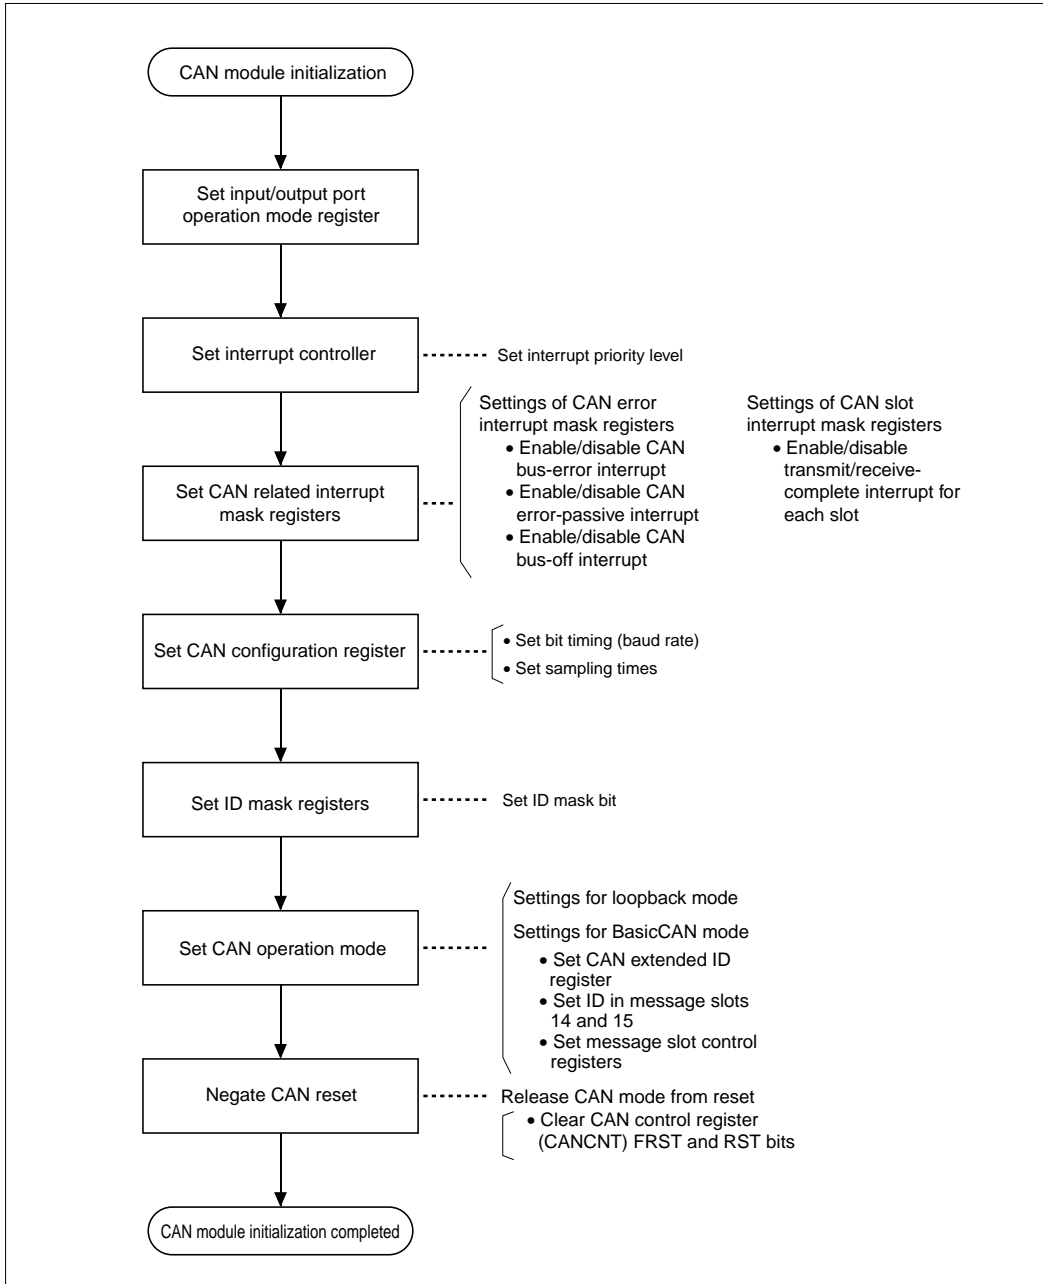 CAN module initialization
Set input/output port
operation mode register
Set interrupt controller
Set interrupt priority level
Set CAN related interrupt
mask registers
Settings of CAN error
interrupt mask registers
• Enable/disable CAN
bus-error interrupt
• Enable/disable CAN
error-passive interrupt
• Enable/disable CAN
bus-off interrupt
Settings of CAN slot
interrupt mask registers
• Enable/disable
transmit/receive-
complete interrupt for
each slot
Set CAN configuration register
• Set bit timing (baud rate)
• Set sampling times
Set ID mask registers
Set ID mask bit
Set CAN operation mode
Settings for loopback mode
Settings for BasicCAN mode
• Set CAN extended ID
register
• Set ID in message slots
14 and 15
• Set message slot control
registers
Negate CAN reset
Release CAN mode from reset
• Clear CAN control register
(CANCNT) FRST and RST bits
CAN module initialization completed